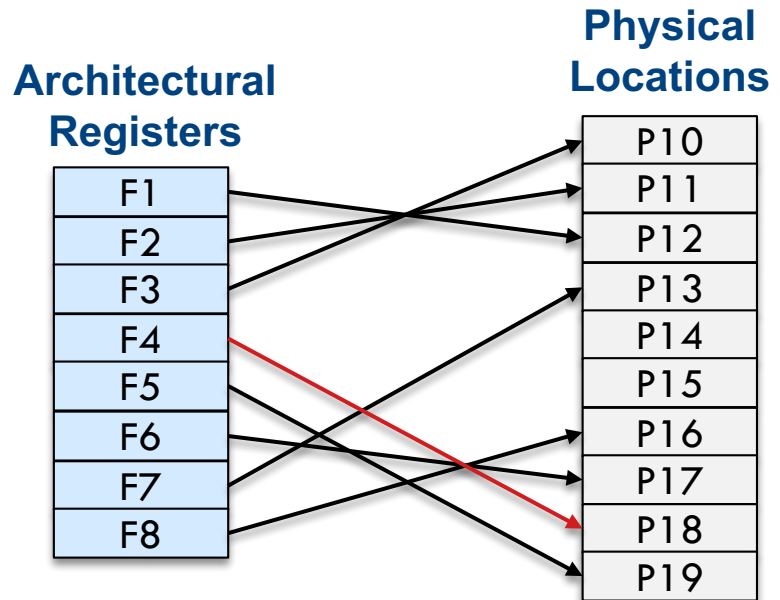 Architectural
Registers
F1
F2
F3
F4
F5
F6
F7
F8
Physical
Locations
P10
P11
P12
P13
P14
P15
P16
P17
P18
P19